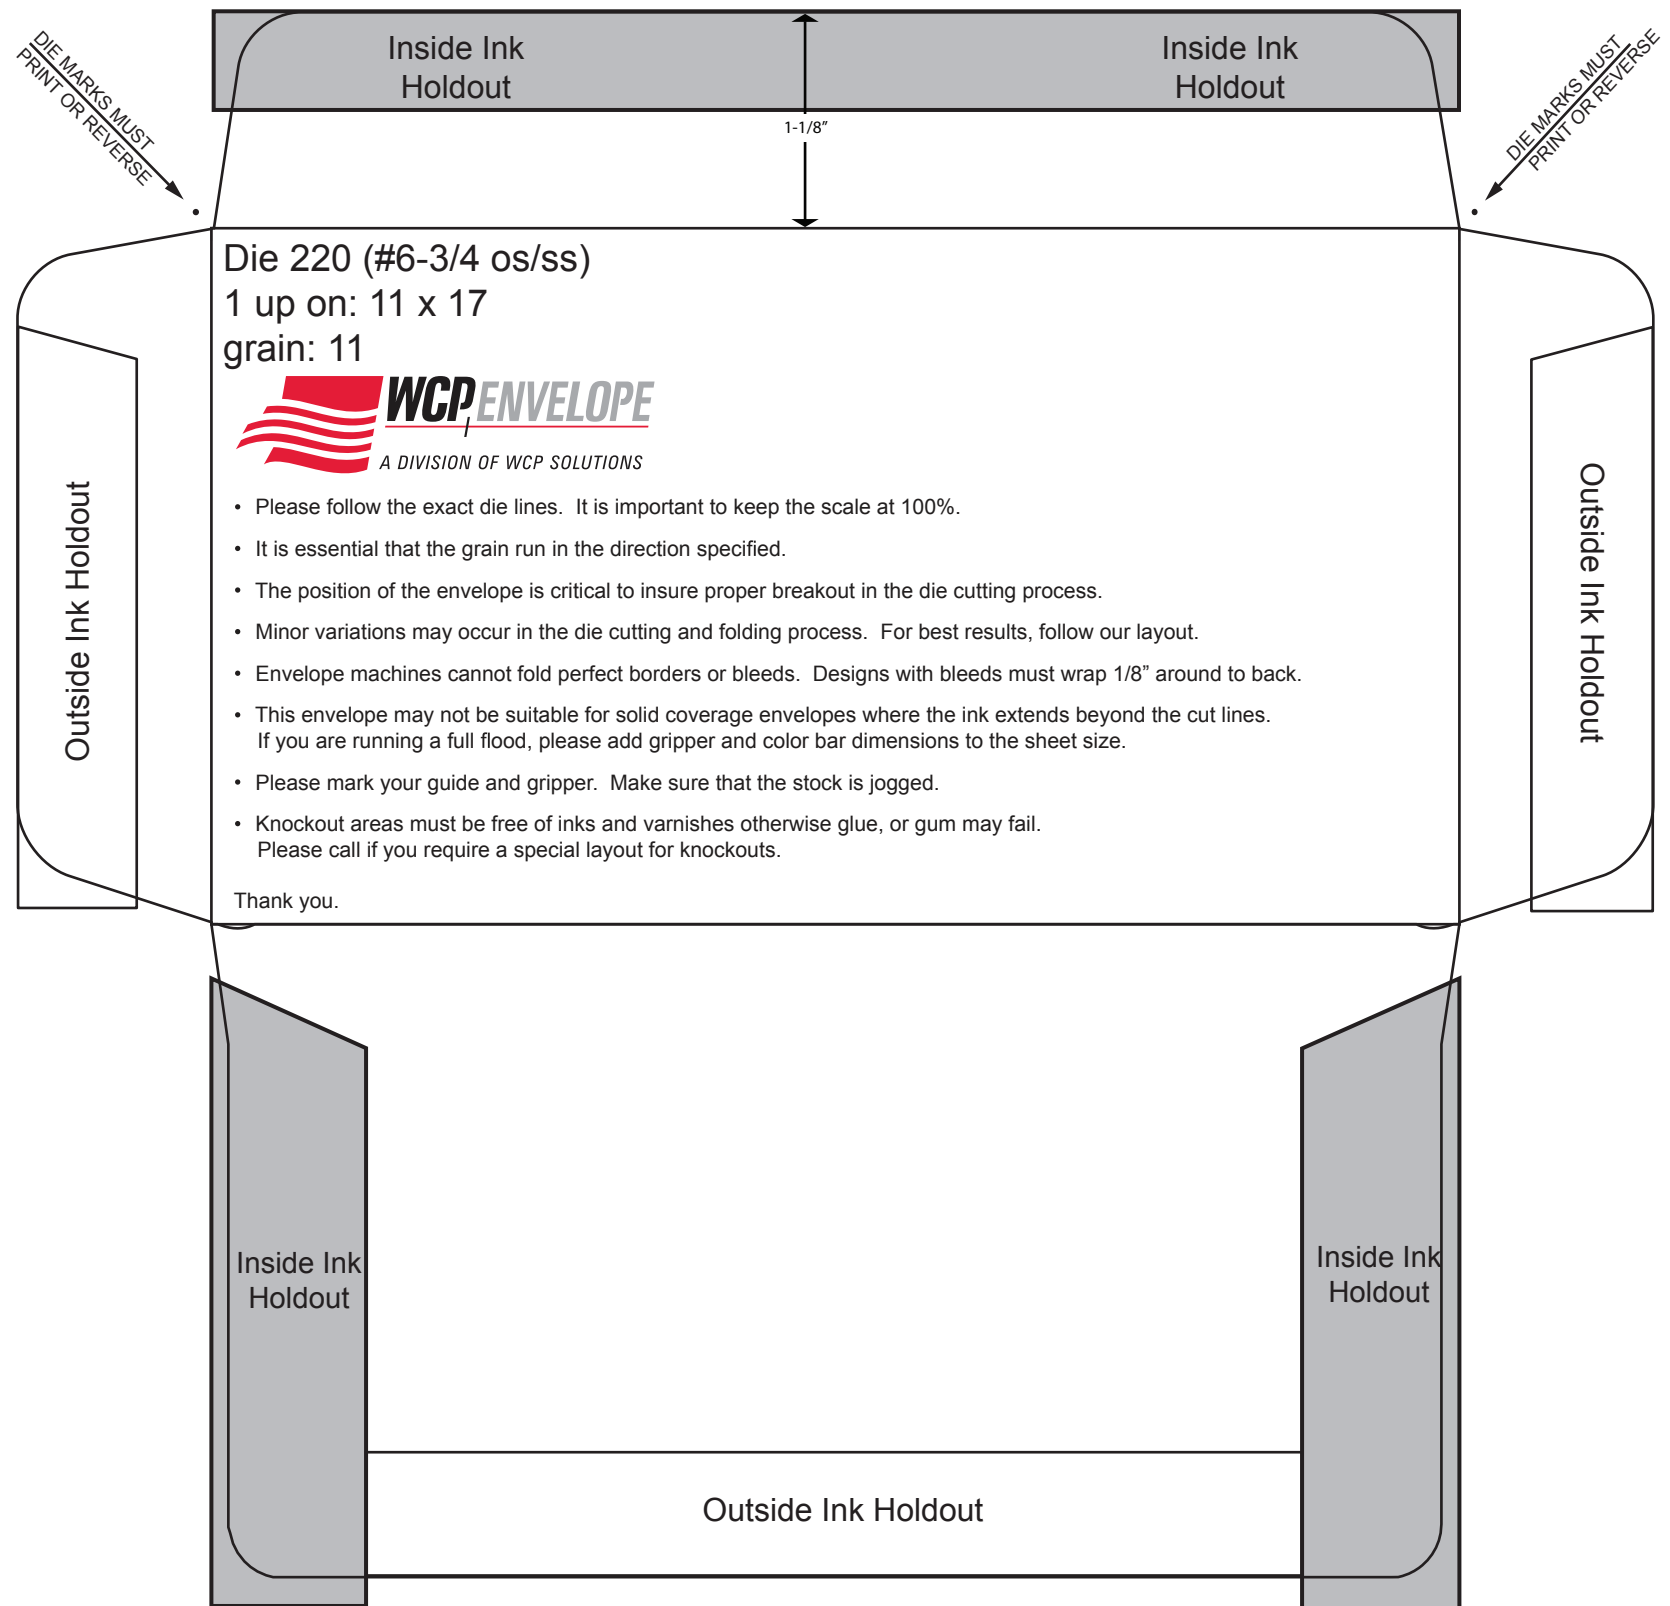 Inside Ink
Holdout
Inside Ink
Holdout
DIE MARKS MUST
PRINT OR REVERSE
DIE MARKS MUST
PRINT OR REVERSE
1-1/8"
Die 220 (#6-3/4 os/ss)
1 up on: 11 x 17
grain: 11
WCP ENVELOPE
A DIVISION OF WCP SOLUTIONS
• Please follow the exact die lines.  It is important to keep the scale at 100%.
• It is essential that the grain run in the direction specified.
• The position of the envelope is critical to insure proper breakout in the die cutting process.
• Minor variations may occur in the die cutting and folding process.  For best results, follow our layout.
• Envelope machines cannot fold perfect borders or bleeds.  Designs with bleeds must wrap 1/8” around to back.
• This envelope may not be suitable for solid coverage envelopes where the ink extends beyond the cut lines.
If you are running a full flood, please add gripper and color bar dimensions to the sheet size.
• Please mark your guide and gripper.  Make sure that the stock is jogged.
• Knockout areas must be free of inks and varnishes otherwise glue, or gum may fail.
Please call if you require a special layout for knockouts.
Thank you.
Outside Ink Holdout
Outside Ink Holdout
Inside Ink
Holdout
Inside Ink
Holdout
Outside Ink Holdout